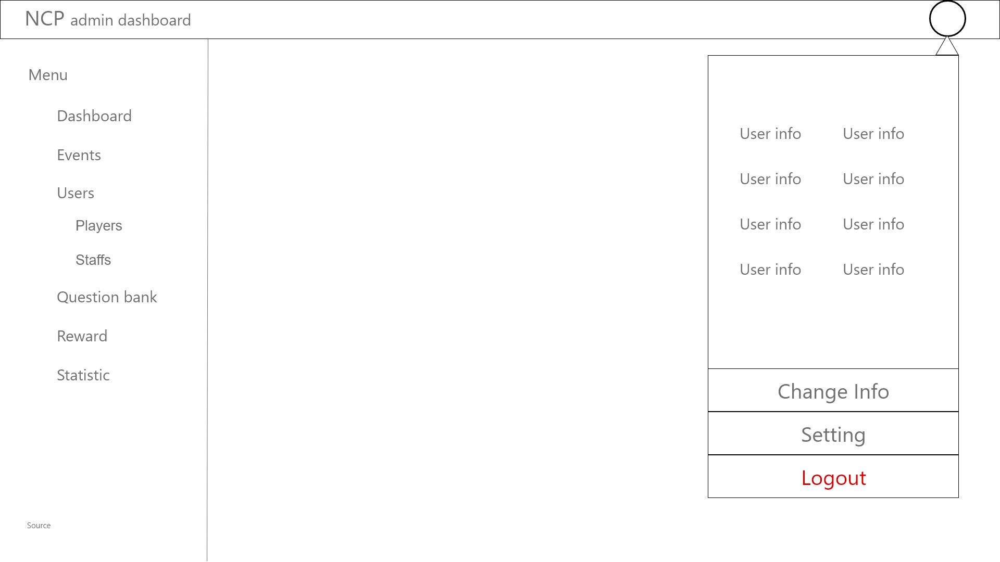 NCP admin dashboard
Menu
Dashboard
Events
Users
Players
Staffs
Question bank
Reward
Statistic
Source
User info User info
User info User info
User info User info
User info User info
Change Info
Setting
Logout